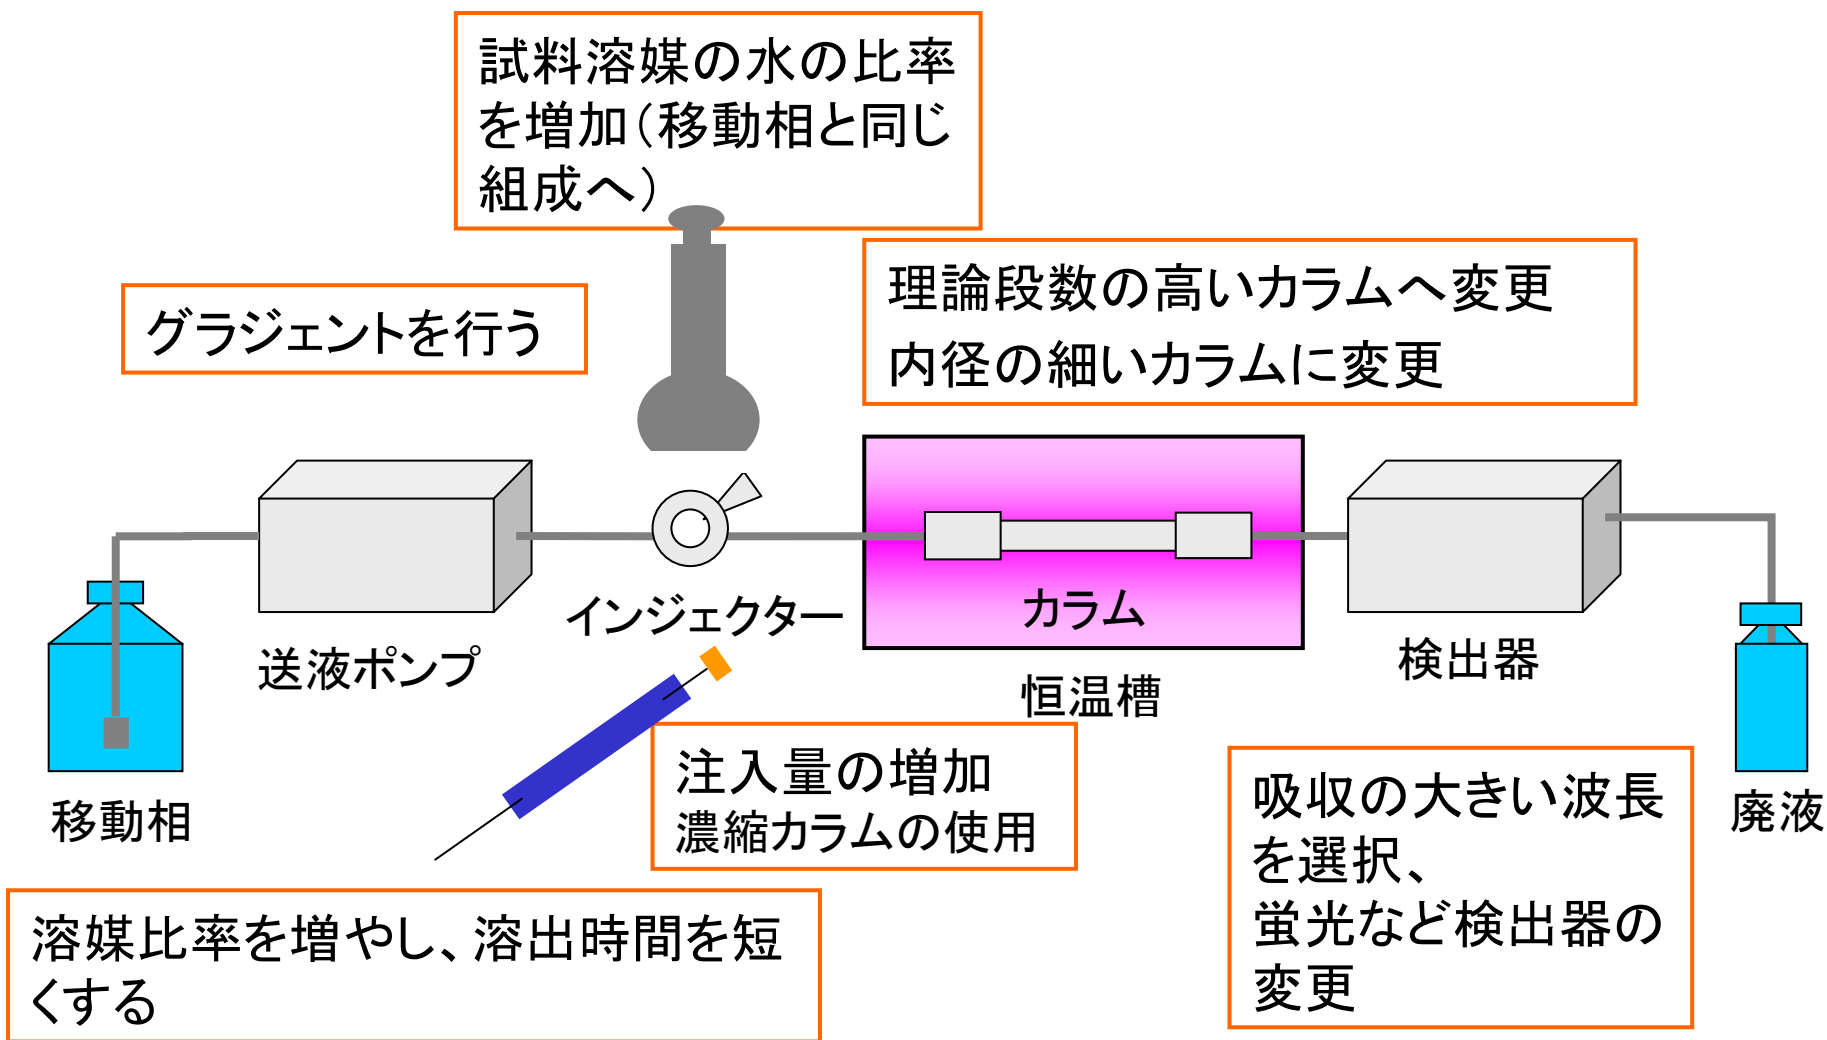 試料溶媒の水の比率
を増加（移動相と同じ
組成へ）
理論段数の高いカラムへ変更
内径の細いカラムに変更
グラジェントを行う
インジェクター
カラム
送液ポンプ
検出器
恒温槽
移動相
廃液
注入量の増加
濃縮カラムの使用
吸収の大きい波長
を選択、
蛍光など検出器の
変更
溶媒比率を増やし、溶出時間を短
くする